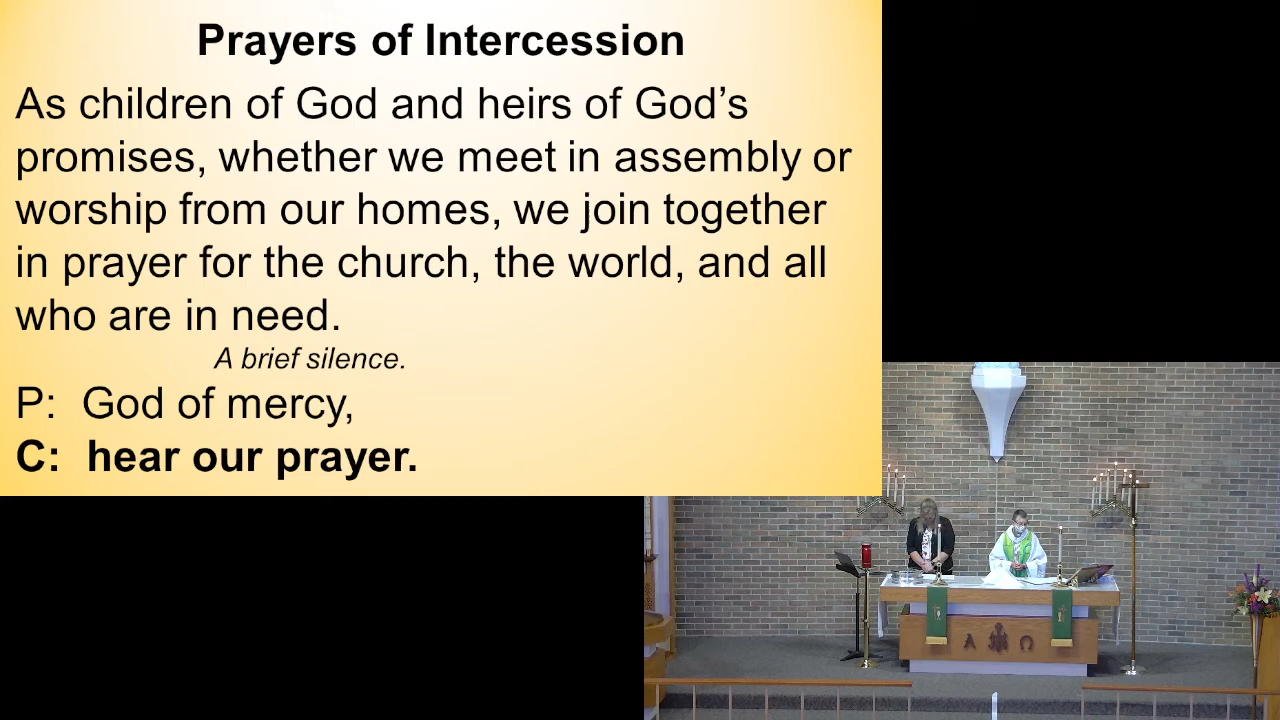 Prayers of Intercession
As children of God and heirs of God’s
promises, whether we meet in assembly or
worship from our homes, we join together
in prayer for the church, the world, and all
who are in need.
A brief silence.
P: God of mercy,
C: hear our prayer.
Α Ω